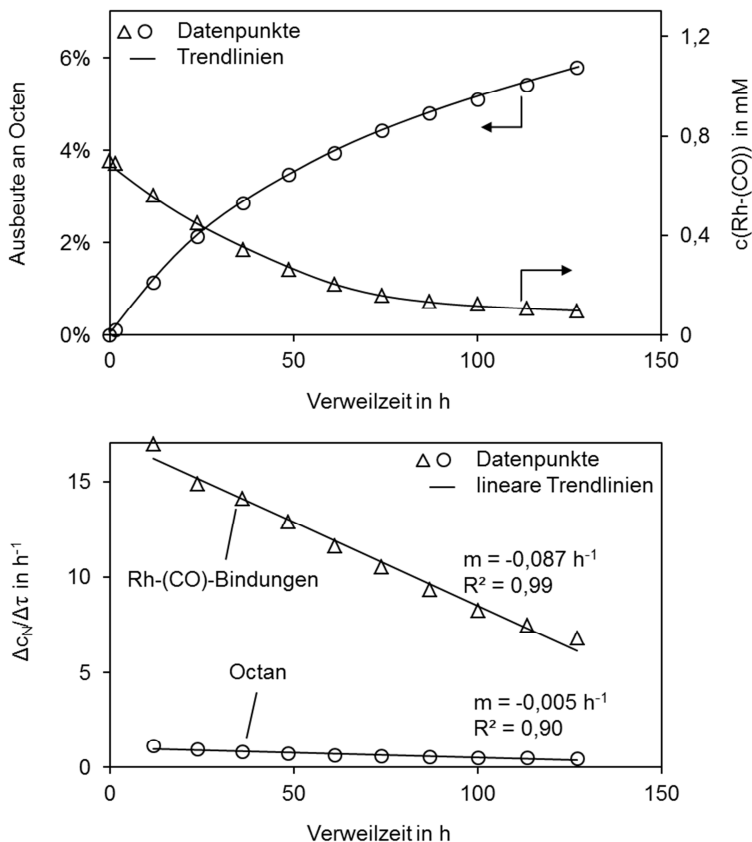 Datenpunkte
Trendlinien
Ausbeute an Octen
6%
4%
2%
0%
1,2
0,8
0,4
0
c(Rh-(CO)) in mM
0
50
100
150
Verweilzeit in h
Datenpunkte
lineare Trendlinien
Δc_N/Δτ in h⁻¹
15
10
5
0
Rh-(CO)-Bindungen
m = -0,087 h⁻¹
R² = 0,99
Octan
m = -0,005 h⁻¹
R² = 0,90
0
50
100
150
Verweilzeit in h